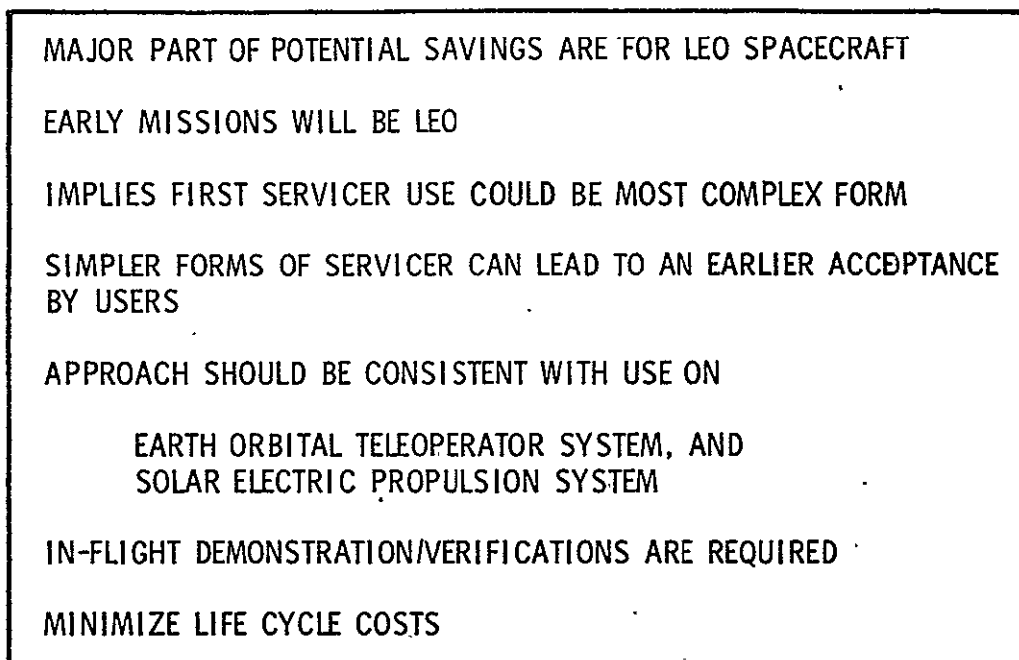 MAJOR PART OF POTENTIAL SAVINGS ARE FOR LEO SPACECRAFT
EARLY MISSIONS WILL BE LEO
IMPLIES FIRST SERVICER USE COULD BE MOST COMPLEX FORM
SIMPLER FORMS OF SERVICER CAN LEAD TO AN EARLIER ACCEPTANCE
BY USERS
APPROACH SHOULD BE CONSISTENT WITH USE ON
EARTH ORBITAL TELEOPERATOR SYSTEM, AND
SOLAR ELECTRIC PROPULSION SYSTEM
IN-FLIGHT DEMONSTRATION/VERIFICATIONS ARE REQUIRED
MINIMIZE LIFE CYCLE COSTS